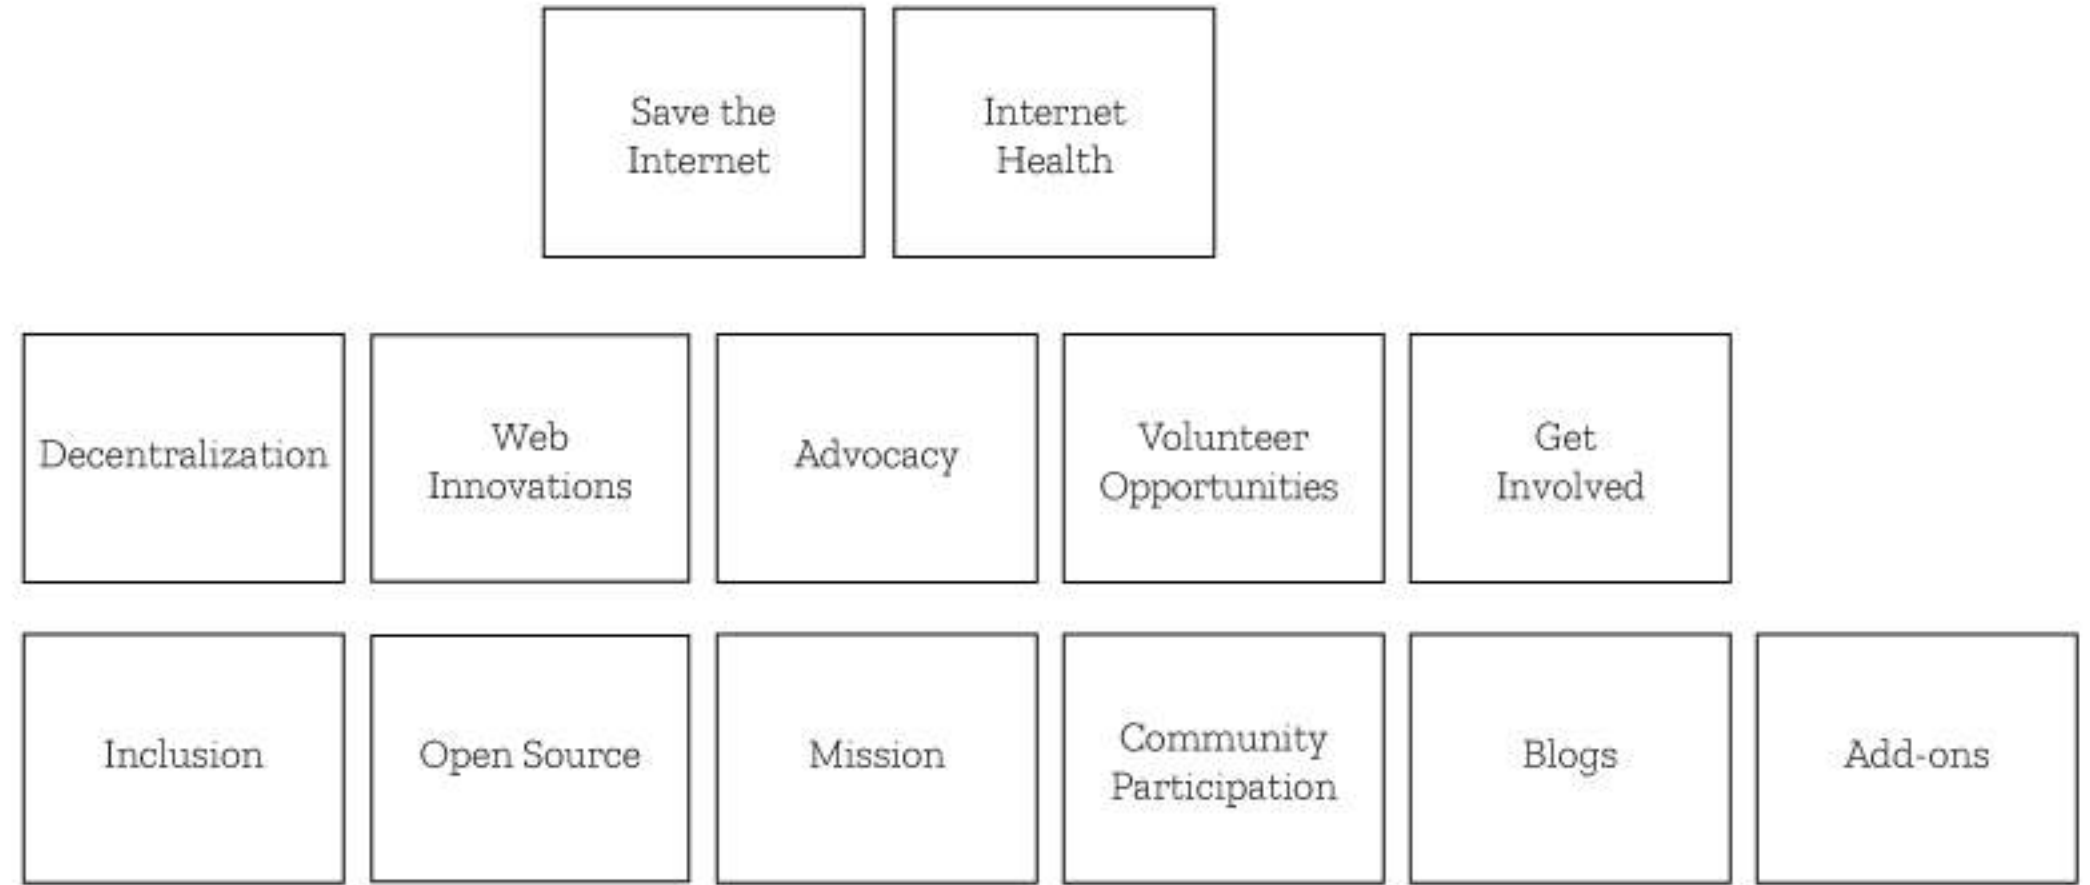 Save the
Internet
Internet
Health
Decentralization
Web
Innovations
Advocacy
Volunteer
Opportunities
Get
Involved
Inclusion
Open Source
Mission
Community
Participation
Blogs
Add-ons